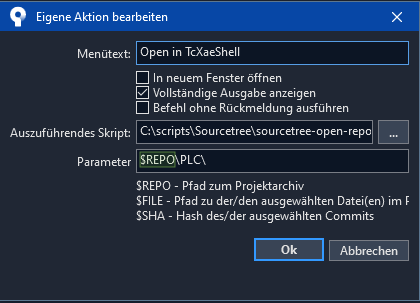 Eigene Aktion bearbeiten
Menütext: Open in TcXaeShell
In neuem Fenster öffnen
Vollständige Ausgabe anzeigen
Befehl ohne Rückmeldung ausführen
Auszuführendes Skript: C:\scripts\Sourcetree\sourcetree-open-repo ...
Parameter $REPO\PLC\
$REPO - Pfad zum Projektarchiv
$FILE - Pfad zu der/den ausgewählten Datei(en) im P
$SHA - Hash des/der ausgewählten Commits
Ok Abbrechen